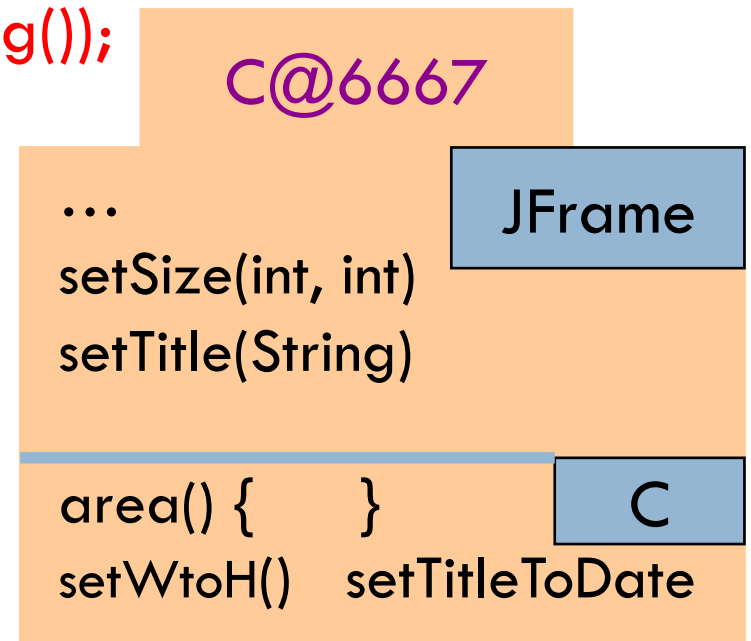 g());
C@6667
... JFrame
setSize(int, int)
setTitle(String)
area() { } C
setWtoH() setTitleToDate